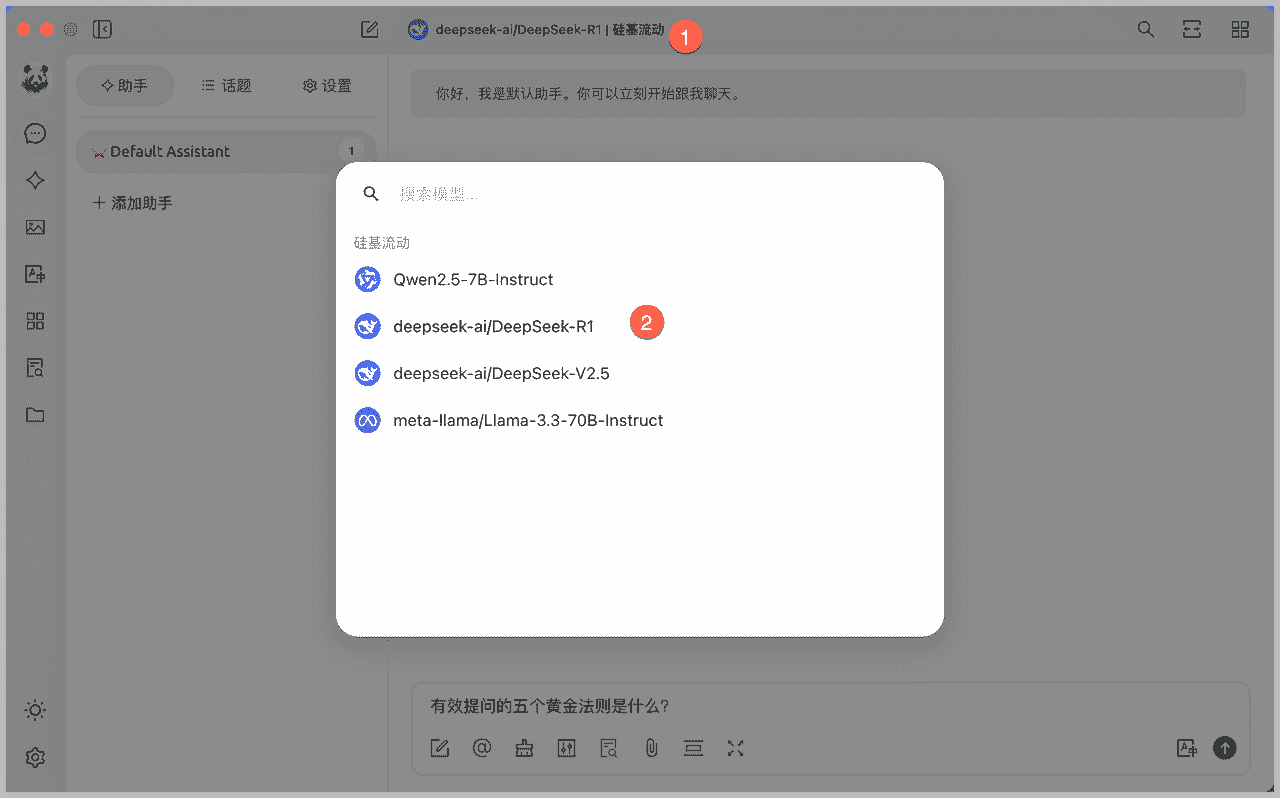 deepseek-ai/DeepSeek-R1 | 硅基流动
1
助手
话题
设置
你好，我是默认助手。你可以立刻开始跟我聊天。
Default Assistant
1
添加助手
搜索模型...
硅基流动
Qwen2.5-7B-Instruct
deepseek-ai/DeepSeek-R1
2
deepseek-ai/DeepSeek-V2.5
meta-llama/Llama-3.3-70B-Instruct
有效提问的五个黄金法则是什么?